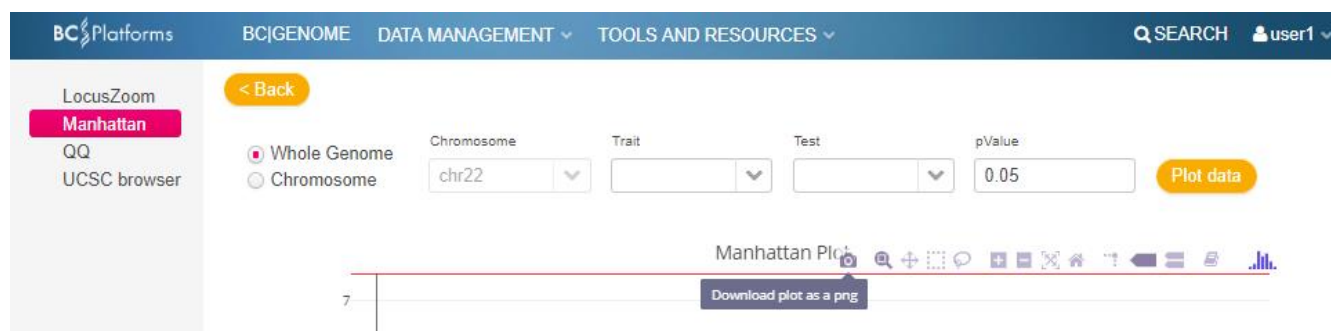 BC Platforms BC|GENOME DATA MANAGEMENT TOOLS AND RESOURCES SEARCH user1
LocusZoom
Manhattan
QQ
UCSC browser
< Back
Whole Genome
Chromosome
Chromosome
chr22
Trait
Test
pValue
0.05
Plot data
Manhattan Plot
Download plot as a png
7